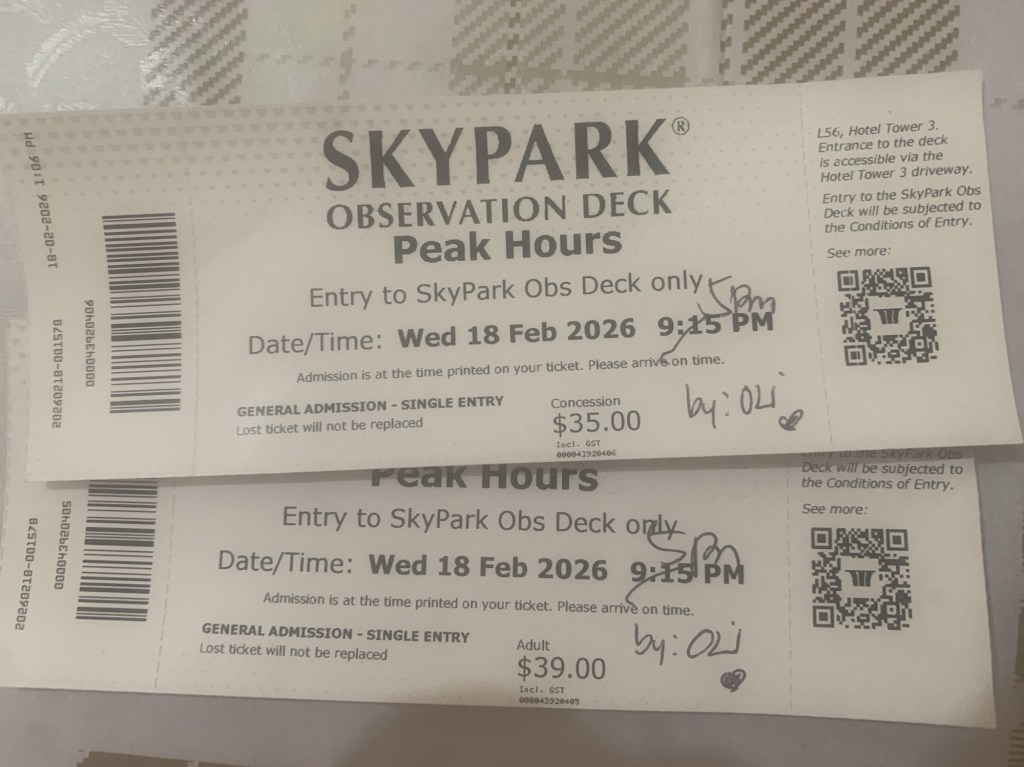 18-02-2026 1:06 PM
20260218-001578
000043920406
SKYPARK®
OBSERVATION DECK
Peak Hours
Entry to SkyPark Obs Deck only
5pm
Date/Time: Wed 18 Feb 2026 9:15 PM
Admission is at the time printed on your ticket. Please arrive on time.
GENERAL ADMISSION - SINGLE ENTRY
Lost ticket will not be replaced
Concession
$35.00
Incl. GST
000043920406
by: Oli
L56, Hotel Tower 3.
Entrance to the deck
is accessible via the
Hotel Tower 3 driveway.
Entry to the SkyPark Obs
Deck will be subjected to
the Conditions of Entry.
See more:
20260218-001578
000043920405
Peak Hours
Entry to SkyPark Obs Deck only
5pm
Date/Time: Wed 18 Feb 2026 9:15 PM
Admission is at the time printed on your ticket. Please arrive on time.
GENERAL ADMISSION - SINGLE ENTRY
Lost ticket will not be replaced
Adult
$39.00
Incl. GST
000043920405
by: Oli
Entry to the SkyPark Obs
Deck will be subjected to
the Conditions of Entry.
See more: